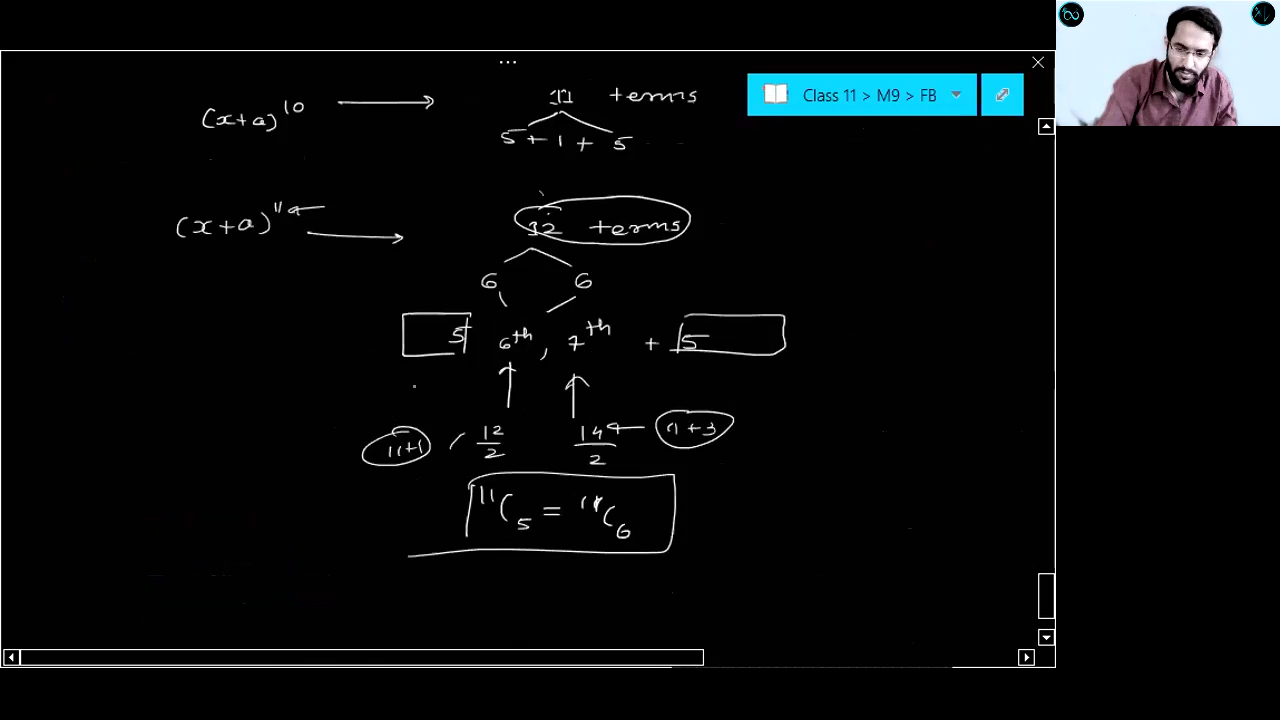 Class 11 > M9 > FB
(x+a)^10 → 11 terms
5 + 1 + 5
(x+a)^11 → 12 terms
6 6
5 6th, 7th + 5
11+1 12/2 14/2 ← 11+3
11C5 = 11C6